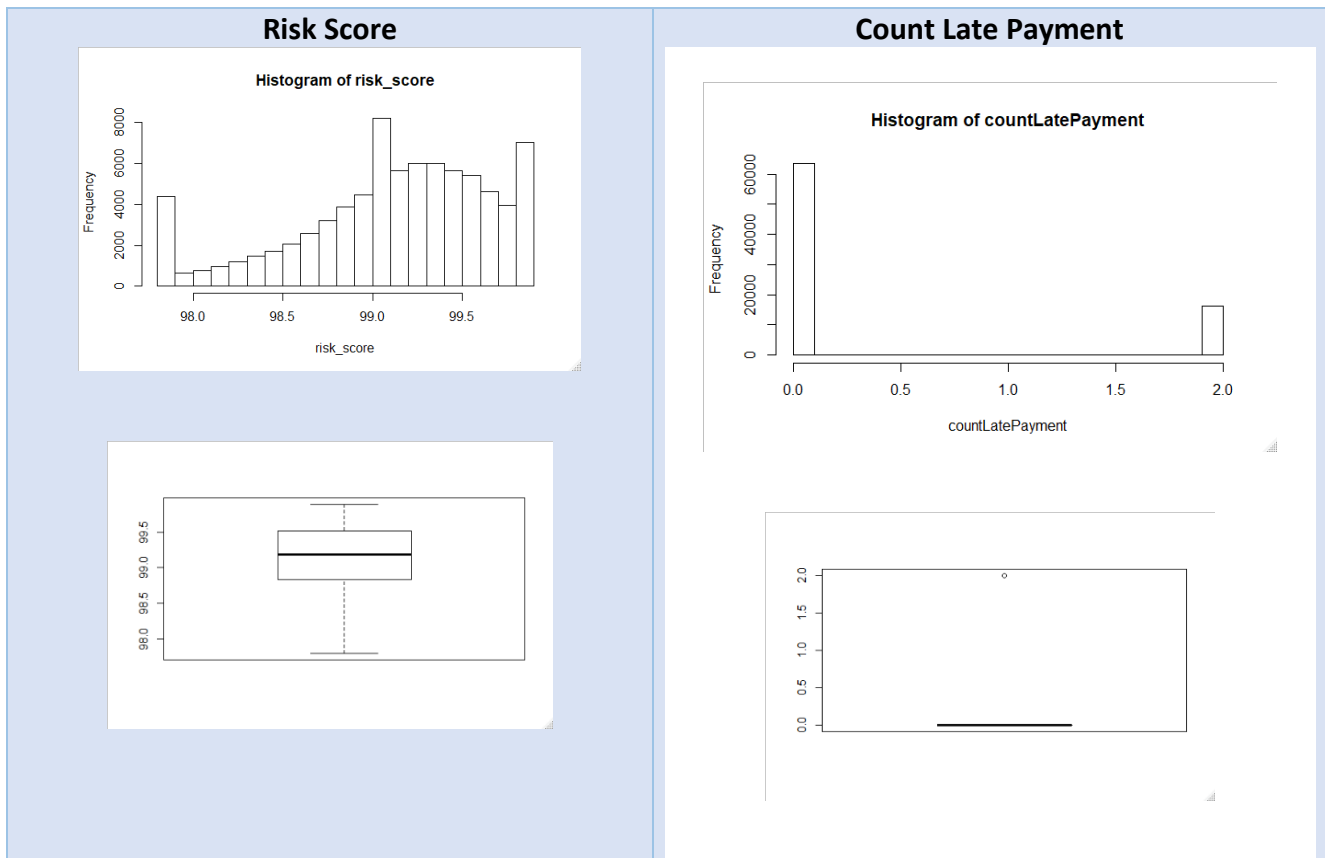 Risk Score
Histogram of risk_score
Frequency
8000
6000
4000
2000
0
98.0 98.5 99.0 99.5
risk_score
99.5
99.0
98.5
98.0
Count Late Payment
Histogram of countLatePayment
Frequency
60000
40000
20000
0
0.0 0.5 1.0 1.5 2.0
countLatePayment
2.0
1.5
1.0
0.5
0.0